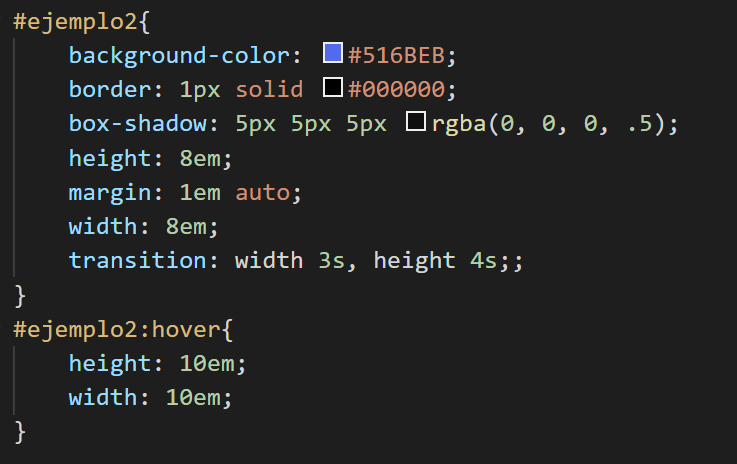 #ejemplo2{
    background-color: #516BEB;
    border: 1px solid #000000;
    box-shadow: 5px 5px 5px rgba(0, 0, 0, .5);
    height: 8em;
    margin: 1em auto;
    width: 8em;
    transition: width 3s, height 4s;;
}
#ejemplo2:hover{
    height: 10em;
    width: 10em;
}